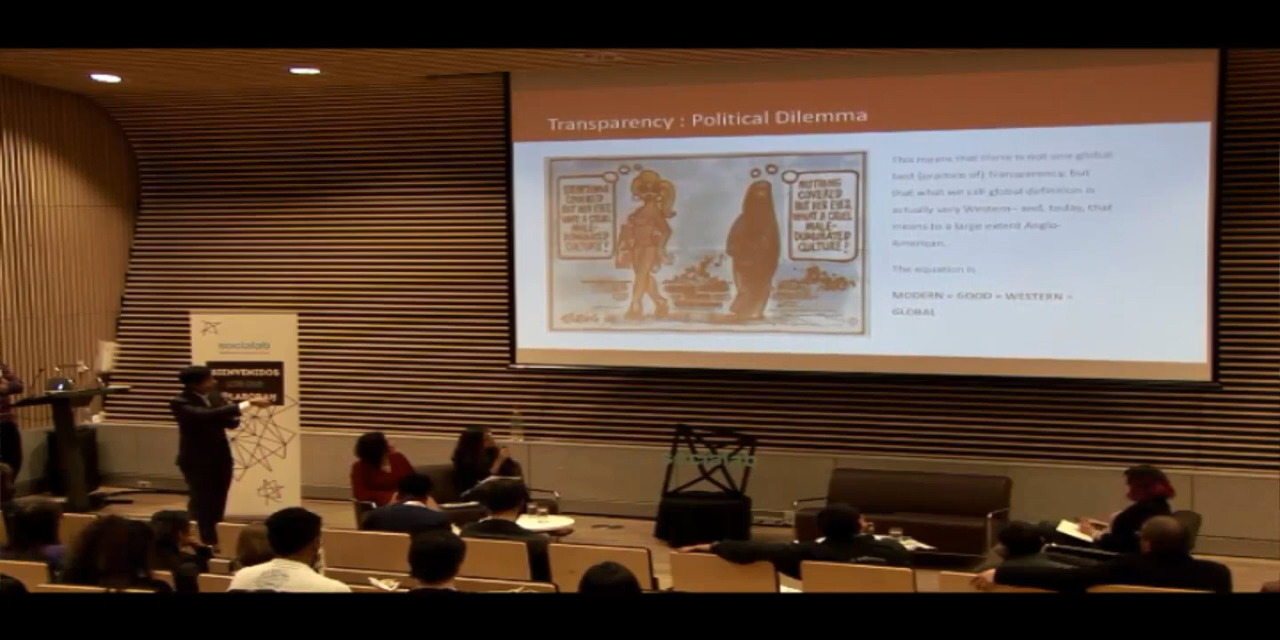 Transparency : Political Dilemma
EVERYTHING
COVERED
BUT HER EYES,
WHAT A CRUEL
MALE-
DOMINATED
CULTURE!
NOTHING
COVERED
BUT HER EYES,
WHAT A CRUEL
MALE-
DOMINATED
CULTURE!
This means that there is not one global
best (practice of) transparency, but
that what we call global definition is
actually very Western– and, today, that
means to a large extent Anglo-
American.
The equation is
MODERN = GOOD = WESTERN =
GLOBAL
socialab
BIENVENIDOS